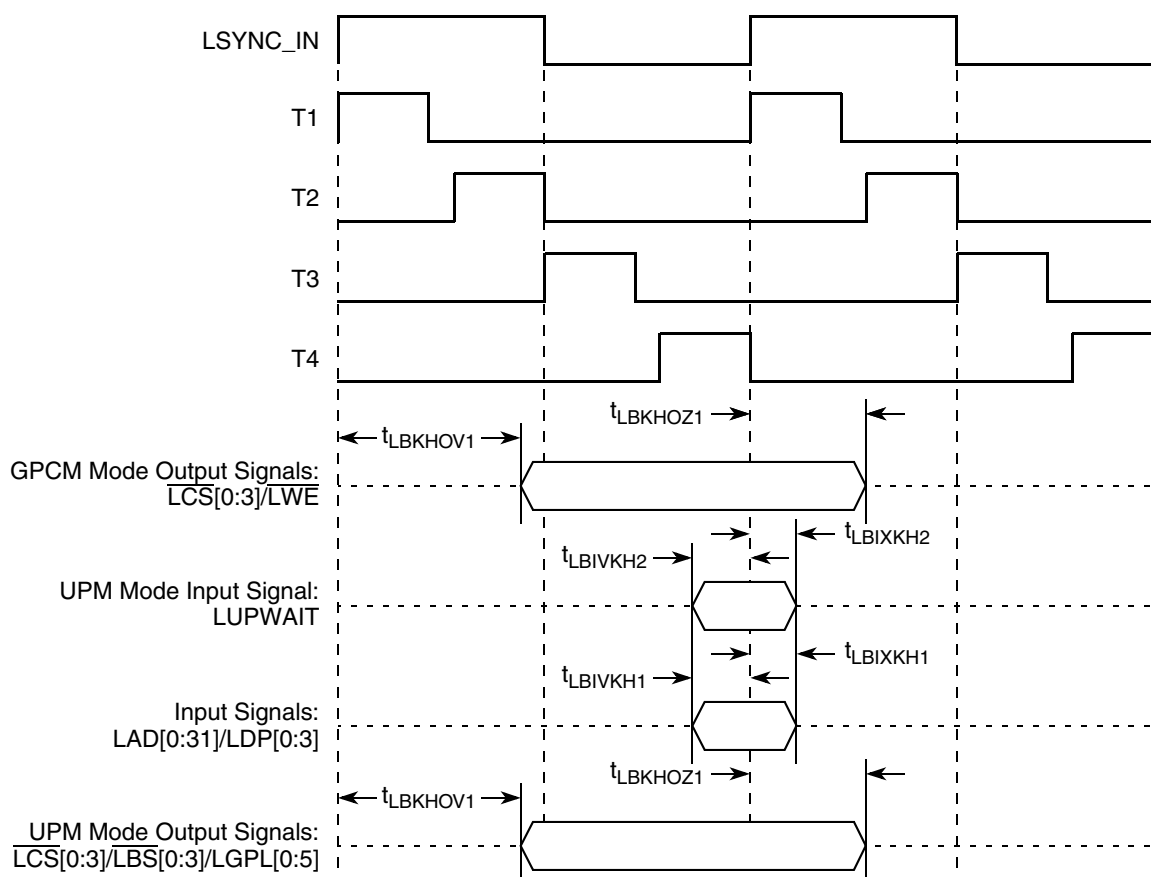 LSYNC_IN
T1
T2
T3
T4
tLBKHOZ1
tLBKHOV1
GPCM Mode Output Signals:
LCS[0:3]/LWE
tLBIXKH2
tLBIVKH2
UPM Mode Input Signal:
LUPWAIT
tLBIXKH1
tLBIVKH1
Input Signals:
LAD[0:31]/LDP[0:3]
tLBKHOZ1
tLBKHOV1
UPM Mode Output Signals:
LCS[0:3]/LBS[0:3]/LGPL[0:5]